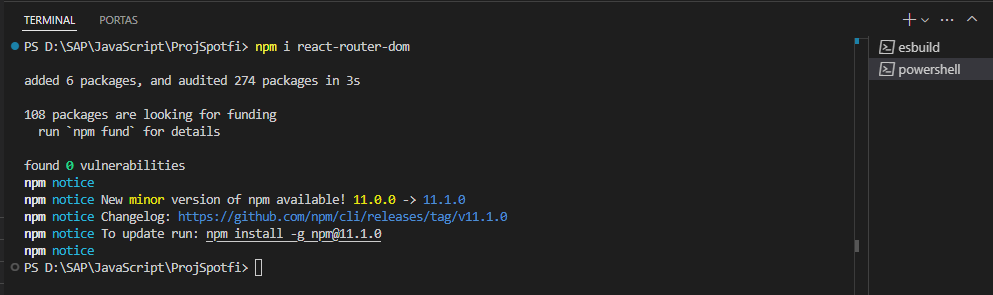 TERMINAL PORTAS
PS D:\SAP\JavaScript\ProjSpotfi> npm i react-router-dom
added 6 packages, and audited 274 packages in 3s
108 packages are looking for funding
run `npm fund` for details
found 0 vulnerabilities
npm notice
npm notice New minor version of npm available! 11.0.0 -> 11.1.0
npm notice Changelog: https://github.com/npm/cli/releases/tag/v11.1.0
npm notice To update run: npm install -g npm@11.1.0
npm notice
PS D:\SAP\JavaScript\ProjSpotfi>
esbuild
powershell